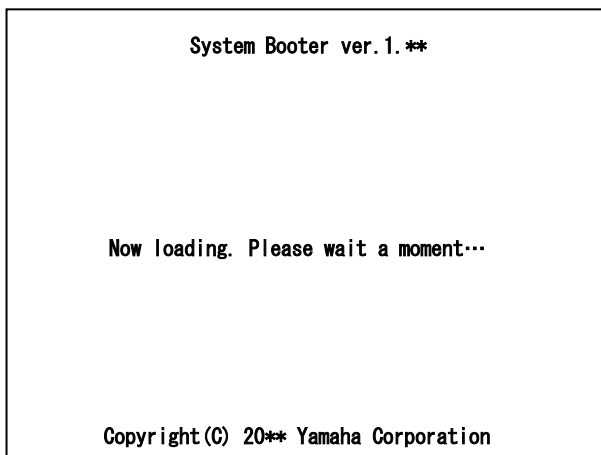 System Booter ver.1.**
Now loading. Please wait a moment…
Copyright(C) 20** Yamaha Corporation